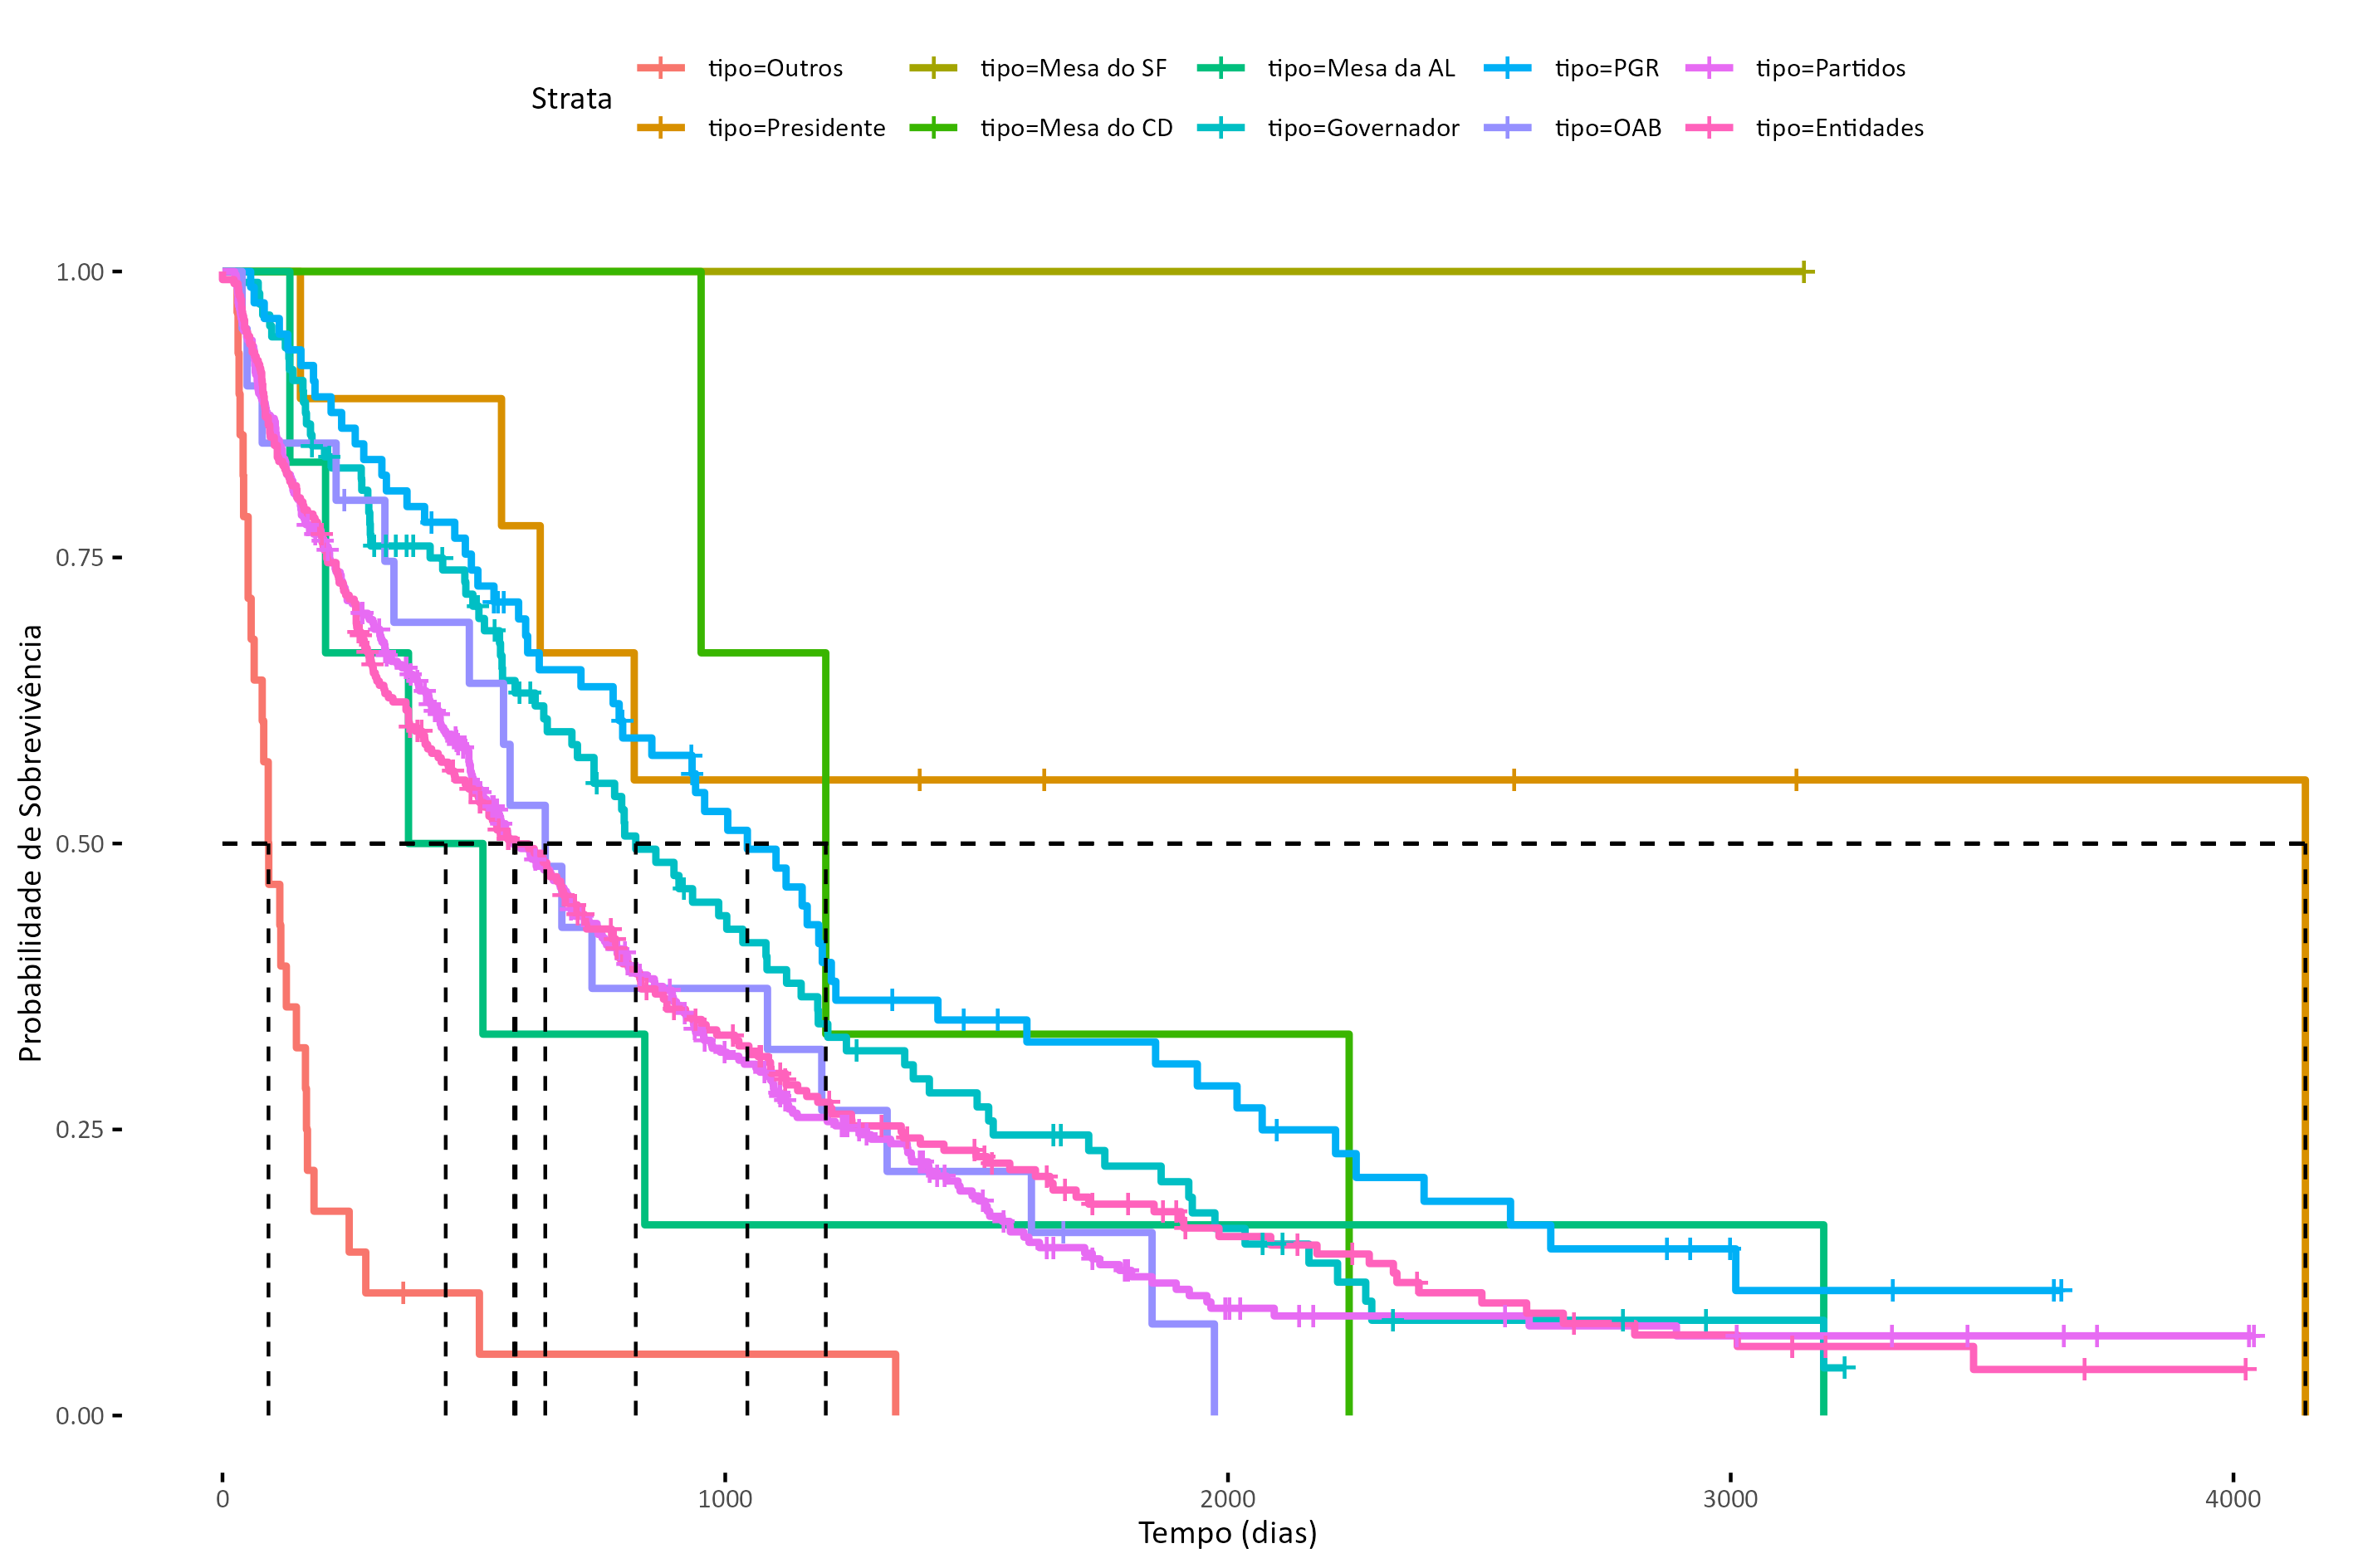 Strata
tipo=Outros tipo=Mesa do SF tipo=Mesa da AL tipo=PGR tipo=Partidos
tipo=Presidente tipo=Mesa do CD tipo=Governador tipo=OAB tipo=Entidades
1.00
0.75
0.50
0.25
0.00
Probabilidade de Sobrevivência
0 1000 2000 3000 4000
Tempo (dias)